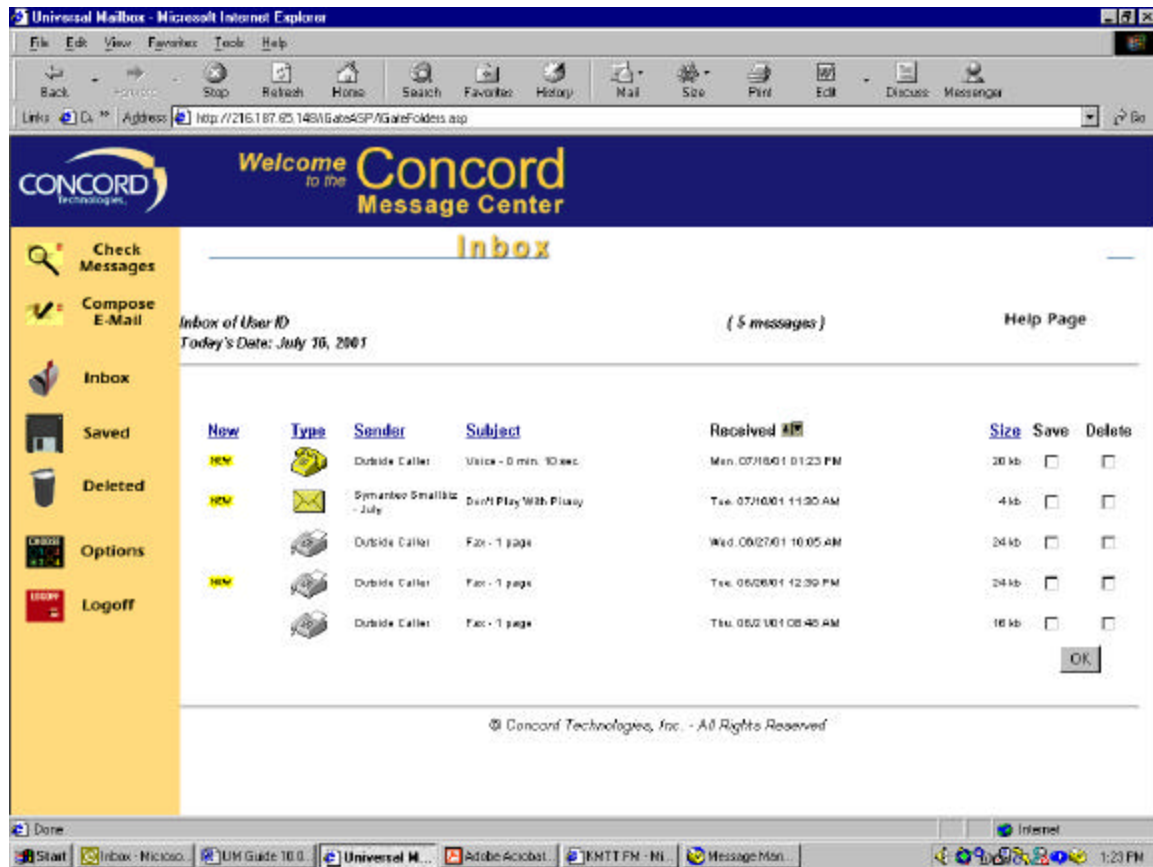 Universal Mailbox - Microsoft Internet Explorer
File Edit View Favorites Tools Help
Back Stop Refresh Home Search Favorites History Mail Size Print Edit Discuss Messenger
Links Address http://216.187.65.148/iGateASP/iGateFolders.asp Go
CONCORD
Technologies,
Welcome
to the
Concord
Message Center
Inbox
Check
Messages
Compose
E-Mail
Inbox
Saved
Deleted
Options
LOGOFF
Logoff
Inbox of User ID ( 5 messages ) Help Page
Today's Date: July 16, 2001
New Type Sender Subject Received Size Save Delete
NEW Outside Caller Voice - 0 min. 10 sec. Mon. 07/16/01 01:23 PM 20 kb
NEW Symantec Smallbiz - July Don't Play With Piracy Tue. 07/10/01 11:30 AM 4 kb
Outside Caller Fax - 1 page Wed. 06/27/01 10:05 AM 24 kb
NEW Outside Caller Fax - 1 page Tue. 06/26/01 12:39 PM 24 kb
Outside Caller Fax - 1 page Thu. 06/21/01 08:48 AM 16 kb
OK
© Concord Technologies, Inc. - All Rights Reserved
Done Internet
Start Inbox - Microso... UM Guide 10.0... Universal M... Adobe Acrobat... KMTT FM - Mi... Message Man... 1:23 PM